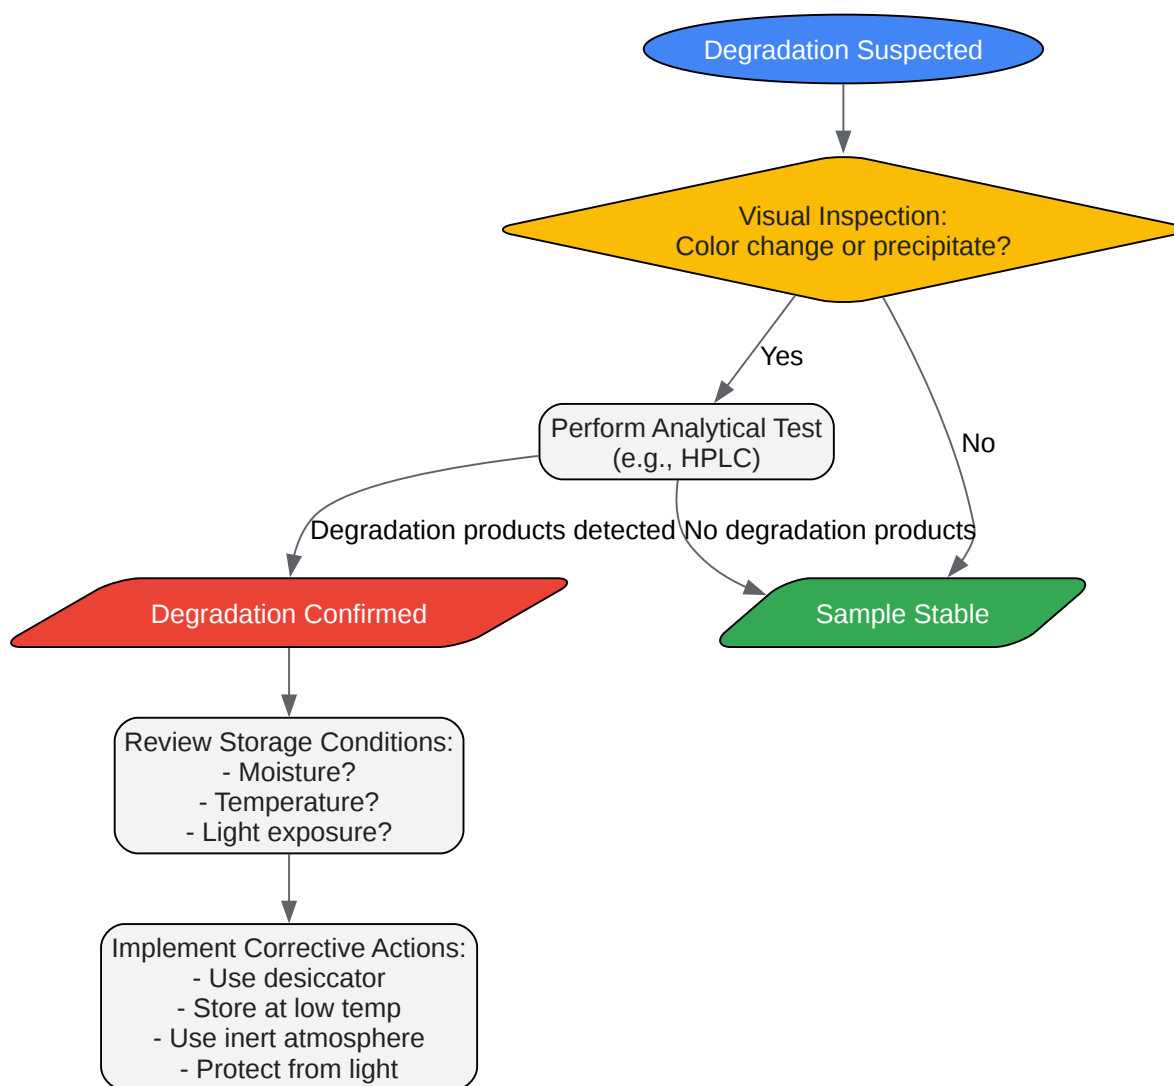 Degradation Suspected
Visual Inspection:
Color change or precipitate?
Yes
No
Perform Analytical Test
(e.g., HPLC)
Degradation products detected
No degradation products
Degradation Confirmed
Sample Stable
Review Storage Conditions:
- Moisture?
- Temperature?
- Light exposure?
Implement Corrective Actions:
- Use desiccator
- Store at low temp
- Use inert atmosphere
- Protect from light